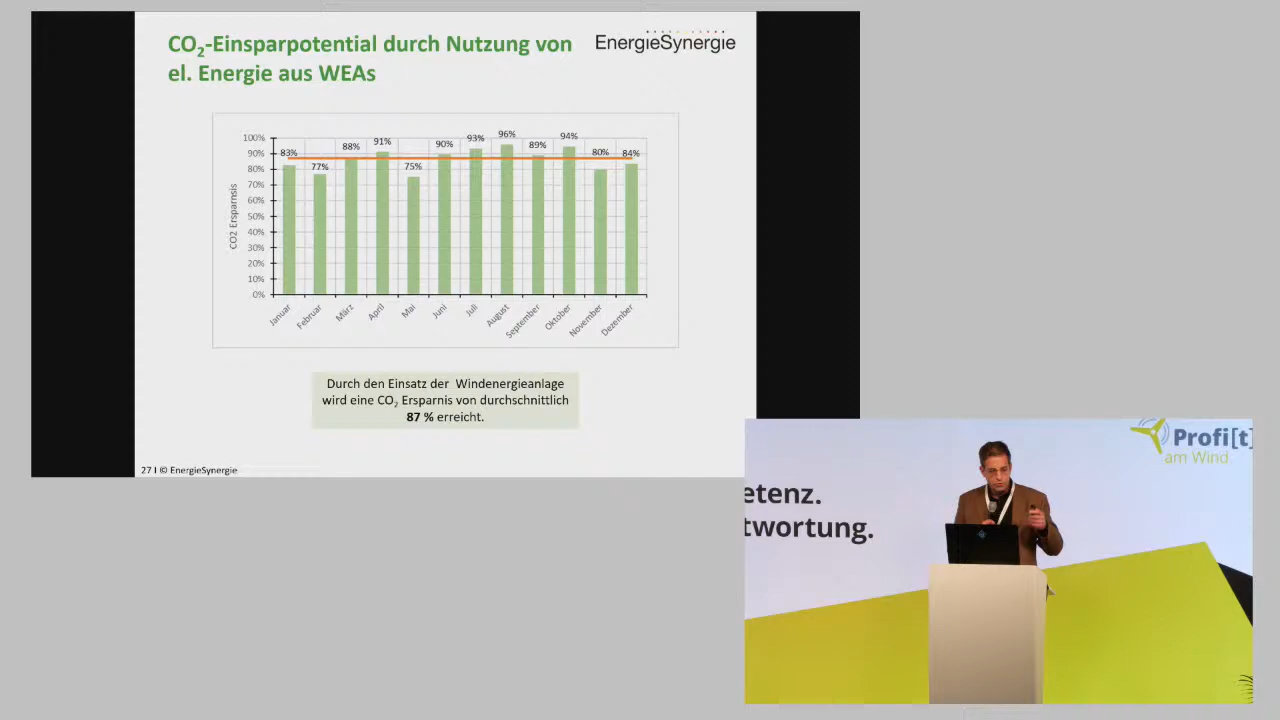 CO2-Einsparpotential durch Nutzung von
el. Energie aus WEAs
EnergieSynergie
CO2 Ersparnsis
100%
90%
80%
70%
60%
50%
40%
30%
20%
10%
0%
83%
77%
88%
91%
75%
90%
93%
96%
89%
94%
80%
84%
Januar
Februar
März
April
Mai
Juni
Juli
August
September
Oktober
November
Dezember
Durch den Einsatz der Windenergieanlage
wird eine CO2 Ersparnis von durchschnittlich
87 % erreicht.
27 I © EnergieSynergie
Profi[t]
am Wind
etenz.
twortung.